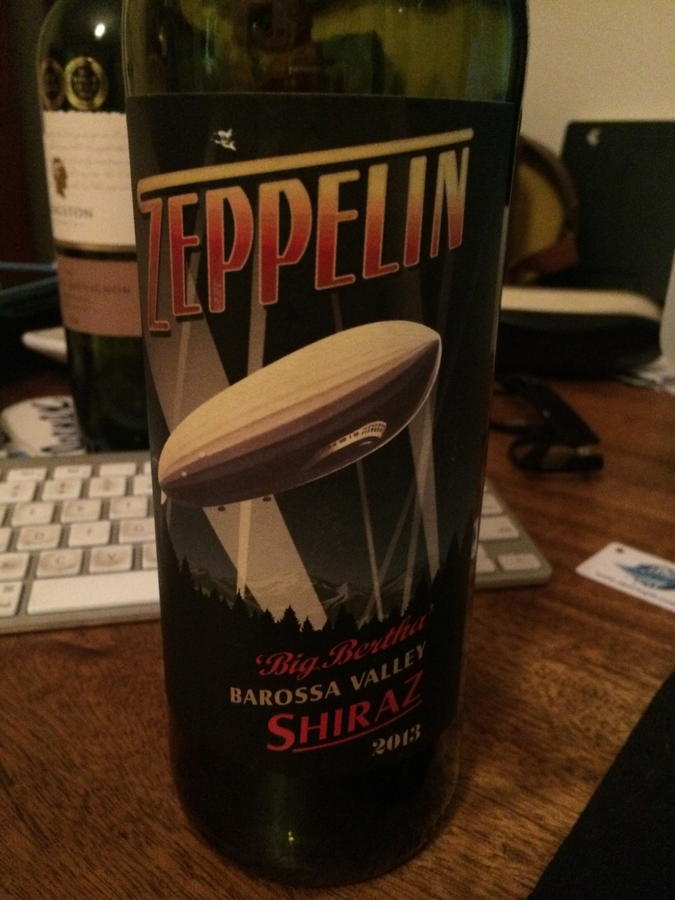 ZEPPELIN
'Big Bertha'
BAROSSA VALLEY
SHIRAZ
2013